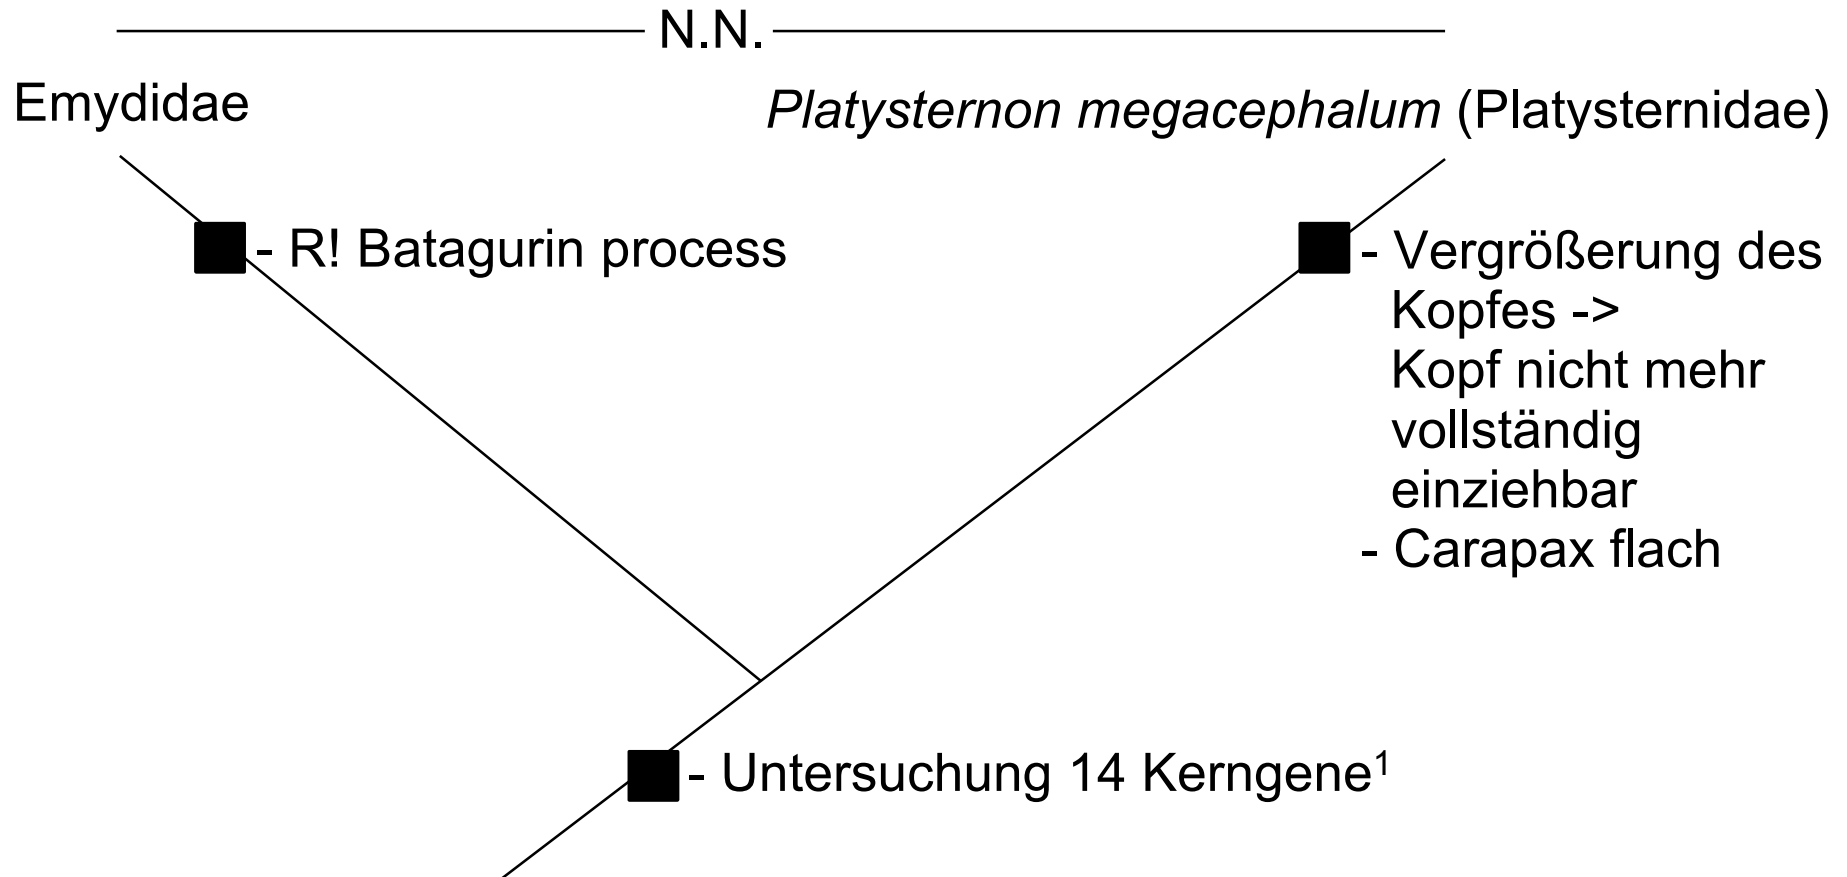 N.N.
Emydidae
Platysternon megacephalum (Platysternidae)
- R! Batagurin process
- Vergrößerung des
Kopfes ->
Kopf nicht mehr
vollständig
einziehbar
- Carapax flach
- Untersuchung 14 Kerngene¹